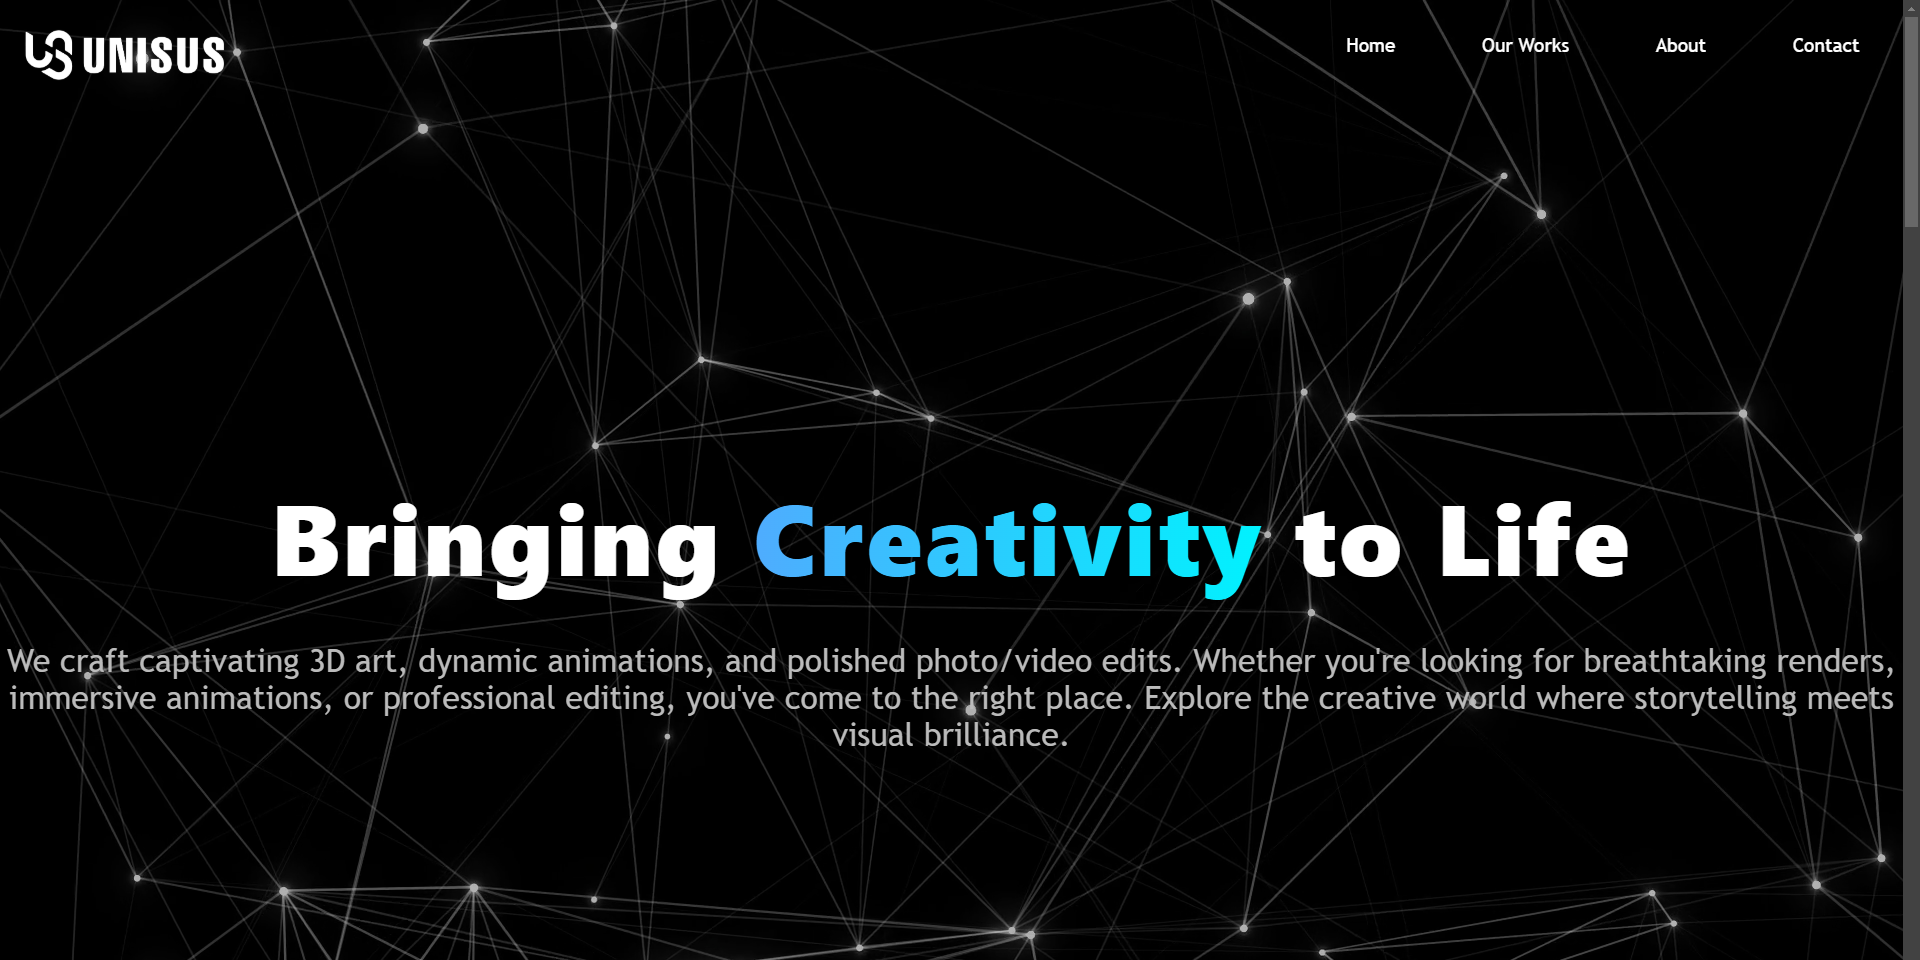 UNISUS
Home
Our Works
About
Contact
Bringing Creativity to Life
We craft captivating 3D art, dynamic animations, and polished photo/video edits. Whether you're looking for breathtaking renders,
immersive animations, or professional editing, you've come to the right place. Explore the creative world where storytelling meets
visual brilliance.